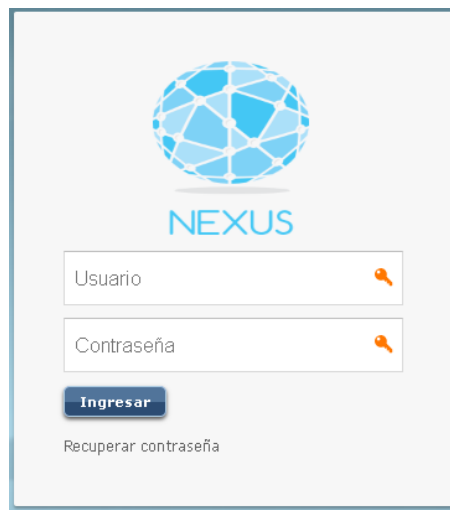 NEXUS
Usuario
Contraseña
Ingresar
Recuperar contraseña